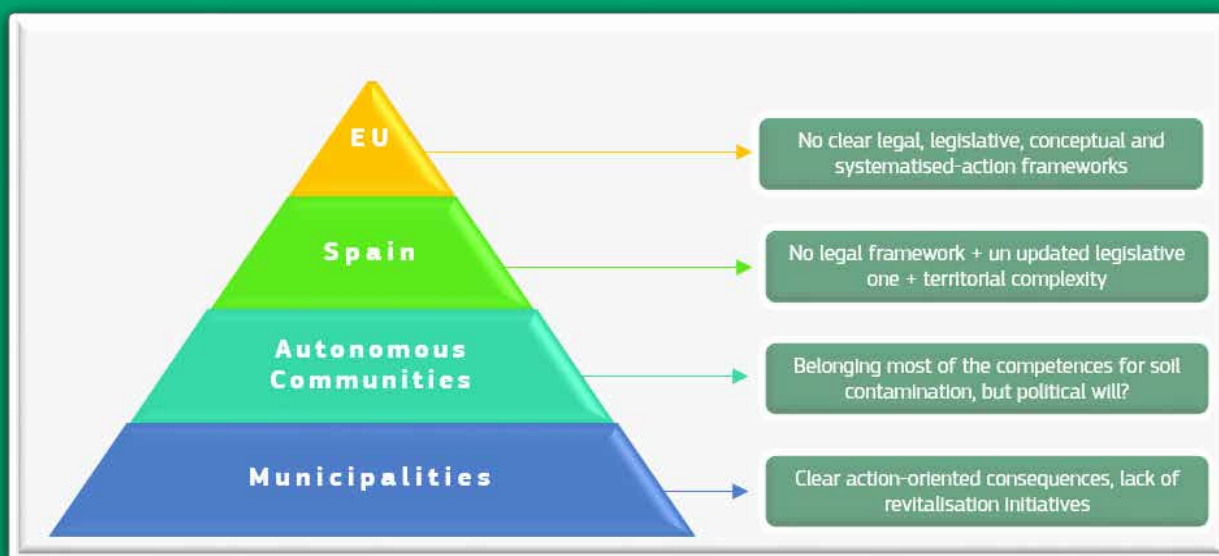 EU
No clear legal, legislative, conceptual and
systematised-action frameworks
Spain
No legal framework + un updated legislative
one + territorial complexity
Autonomous
Communities
Belonging most of the competences for soil
contamination, but political will?
Municipalities
Clear action-oriented consequences, lack of
revitalisation initiatives